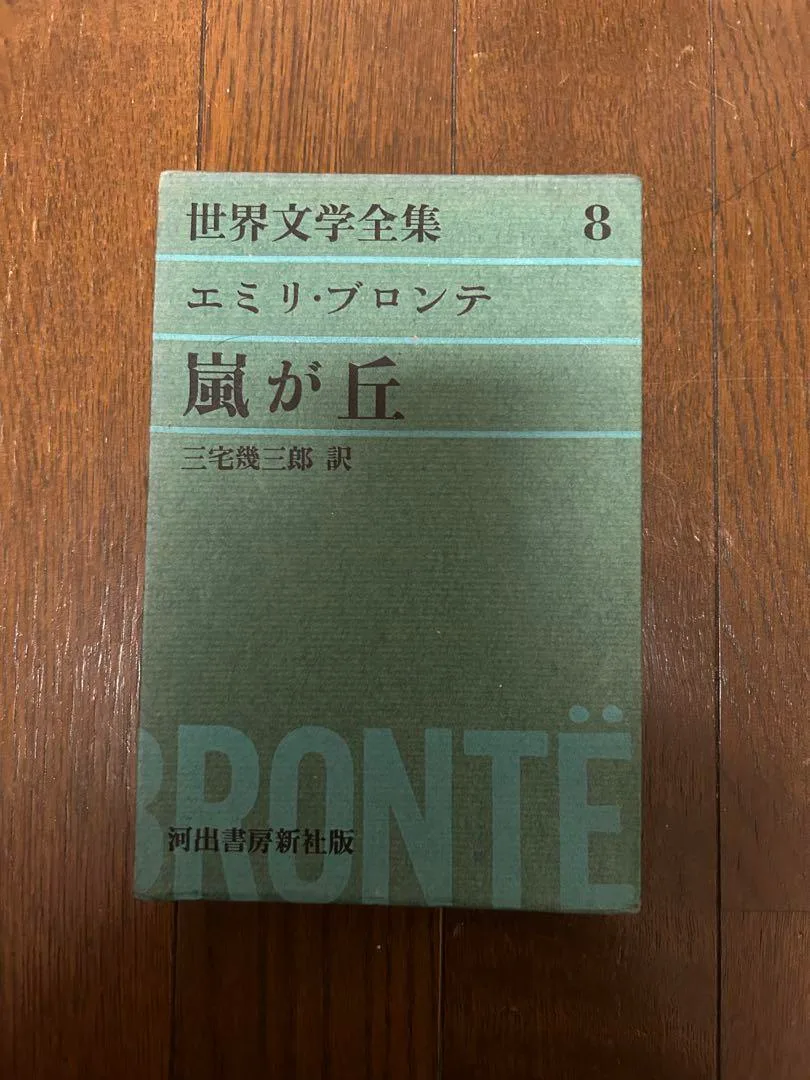 世界文学全集 8
エミリ・ブロンテ
嵐が丘
三宅幾三郎 訳
BRONTË
河出書房新社版